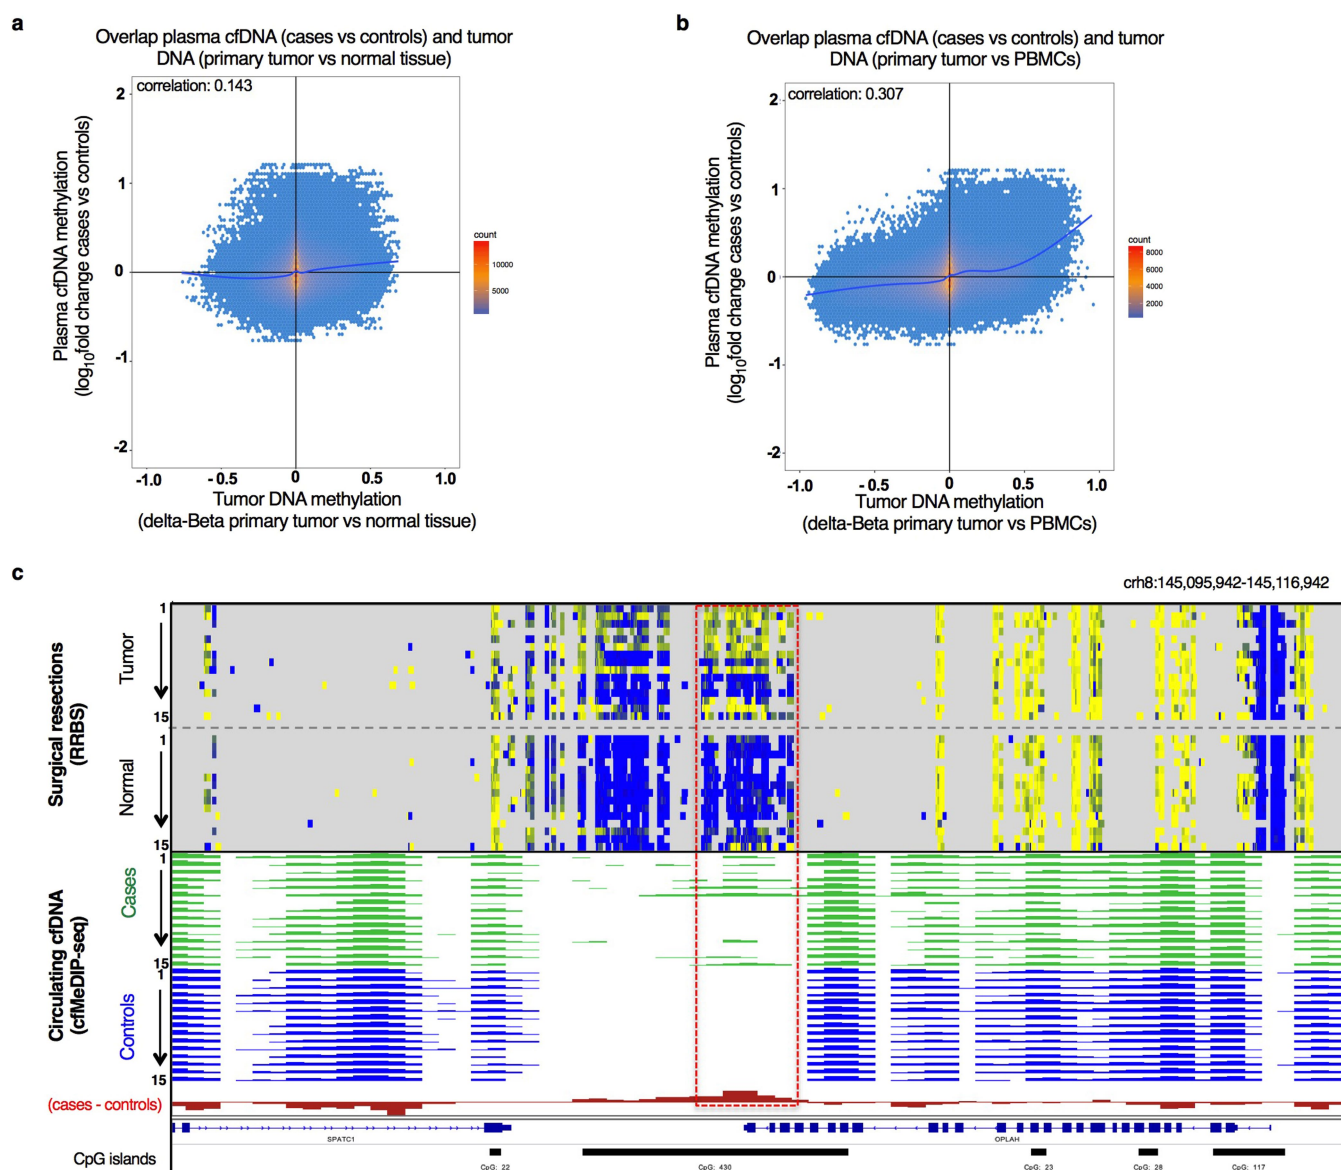 a
Overlap plasma cfDNA (cases vs controls) and tumor
DNA (primary tumor vs normal tissue)
correlation: 0.143
2
1
0
-1
-2
Plasma cfDNA methylation
(log10fold change cases vs controls)
count
10000
5000
-1.0
-0.5
0
0.5
1.0
Tumor DNA methylation
(delta-Beta primary tumor vs normal tissue)
b
Overlap plasma cfDNA (cases vs controls) and tumor
DNA (primary tumor vs PBMCs)
correlation: 0.307
2
1
0
-1
-2
Plasma cfDNA methylation
(log10fold change cases vs controls)
count
8000
6000
4000
2000
-1.0
-0.5
0
0.5
1.0
Tumor DNA methylation
(delta-Beta primary tumor vs PBMCs)
c
crh8:145,095,942-145,116,942
Surgical resections
(RRBS)
Tumor
1
15
Normal
1
15
Circulating cfDNA
(cfMeDIP-seq)
Cases
1
15
Controls
1
15
(cases - controls)
SPATC1
OPLAH
CpG islands
CpG: 22
CpG: 430
CpG: 23
CpG: 28
CpG: 117